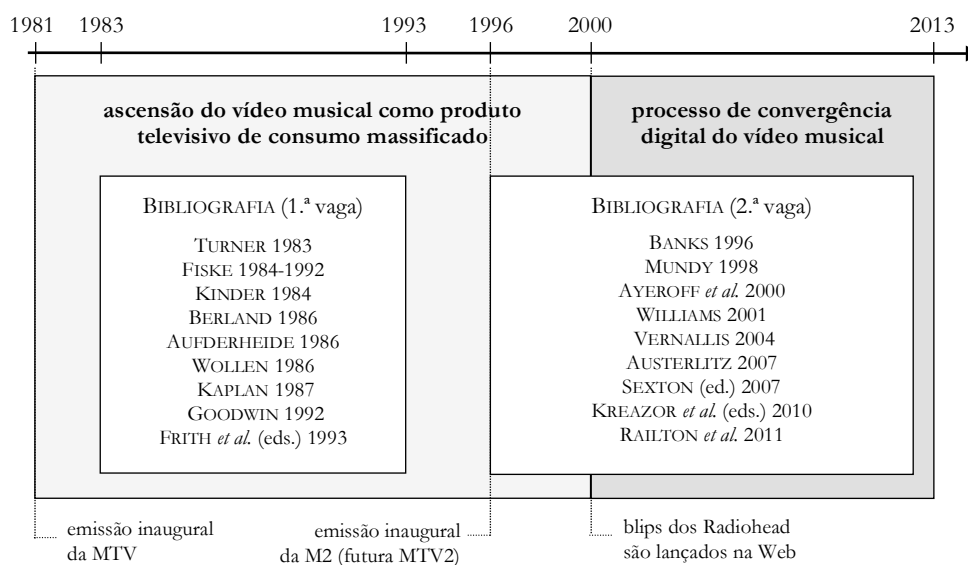 1981 1983 1993 1996 2000 2013
ascensão do vídeo musical como produto
televisivo de consumo massificado
processo de convergência
digital do vídeo musical
BIBLIOGRAFIA (1.ª vaga)
TURNER 1983
FISKE 1984-1992
KINDER 1984
BERLAND 1986
AUFDERHEIDE 1986
WOLLEN 1986
KAPLAN 1987
GOODWIN 1992
FRITH et al. (eds.) 1993
BIBLIOGRAFIA (2.ª vaga)
BANKS 1996
MUNDY 1998
AYEROFF et al. 2000
WILLIAMS 2001
VERNALLIS 2004
AUSTERLITZ 2007
SEXTON (ed.) 2007
KREAZOR et al. (eds.) 2010
RAILTON et al. 2011
emissão inaugural
da MTV
emissão inaugural
da M2 (futura MTV2)
blips dos Radiohead
são lançados na Web